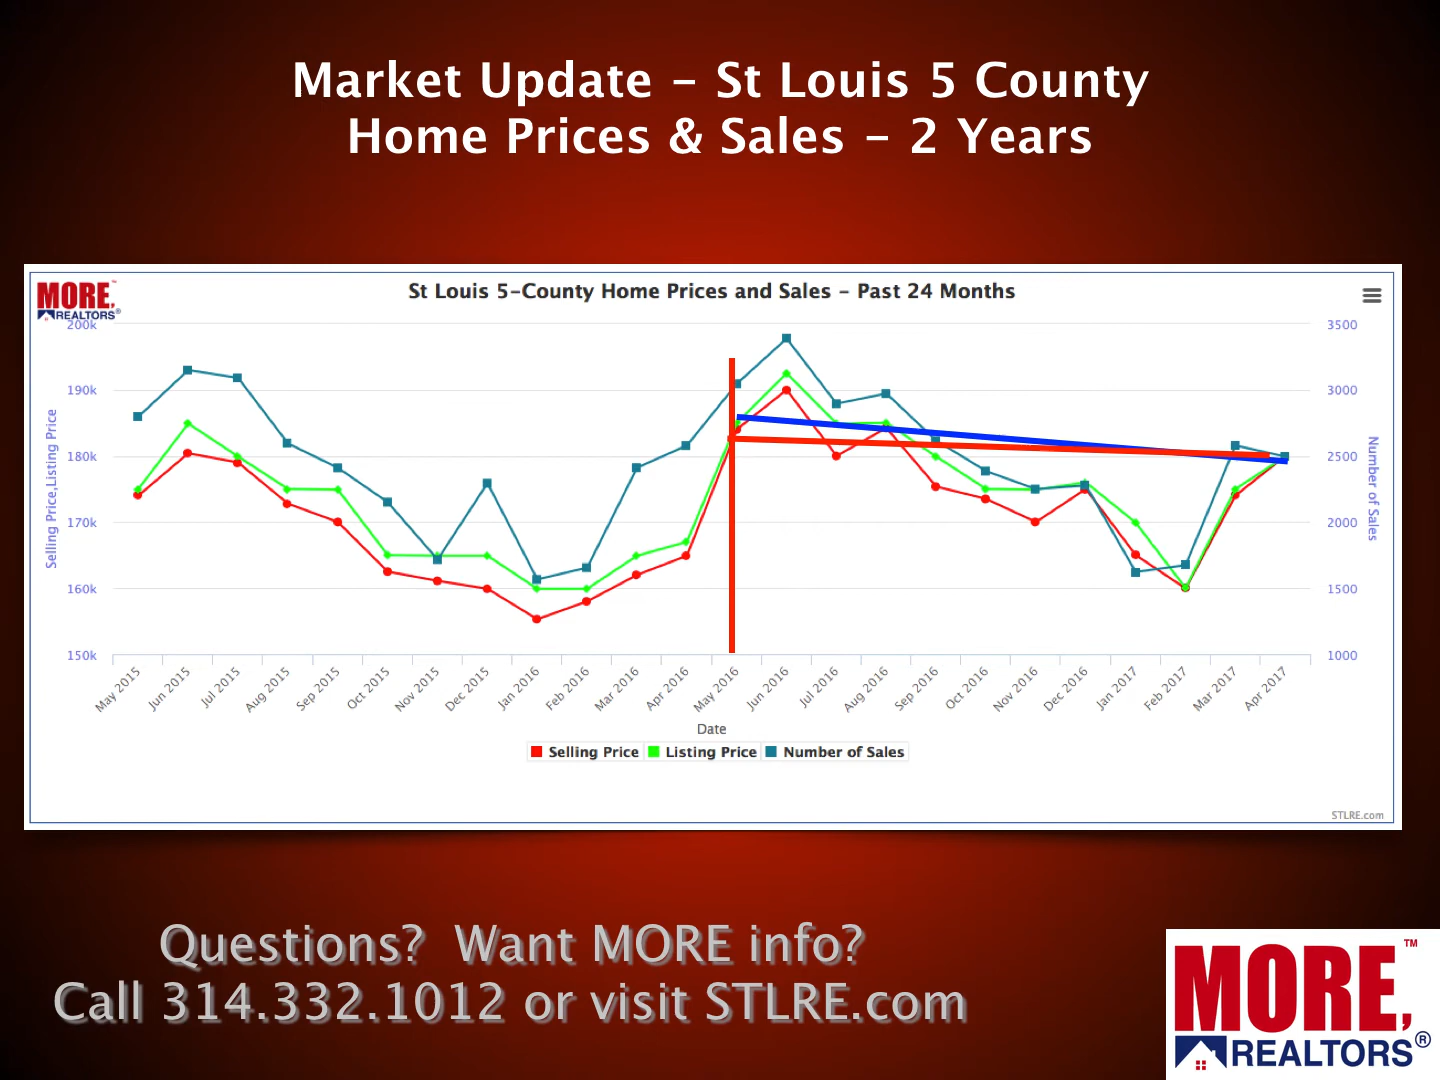 Market Update - St Louis 5 County
Home Prices & Sales - 2 Years
MORE,™
REALTORS®
St Louis 5-County Home Prices and Sales - Past 24 Months
200k
190k
180k
170k
160k
150k
Selling Price,Listing Price
3500
3000
2500
2000
1500
1000
Number of Sales
May 2015
Jun 2015
Jul 2015
Aug 2015
Sep 2015
Oct 2015
Nov 2015
Dec 2015
Jan 2016
Feb 2016
Mar 2016
Apr 2016
May 2016
Jun 2016
Jul 2016
Aug 2016
Sep 2016
Oct 2016
Nov 2016
Dec 2016
Jan 2017
Feb 2017
Mar 2017
Apr 2017
Date
Selling Price Listing Price Number of Sales
STLRE.com
Questions? Want MORE info?
Call 314.332.1012 or visit STLRE.com
MORE,™
REALTORS®